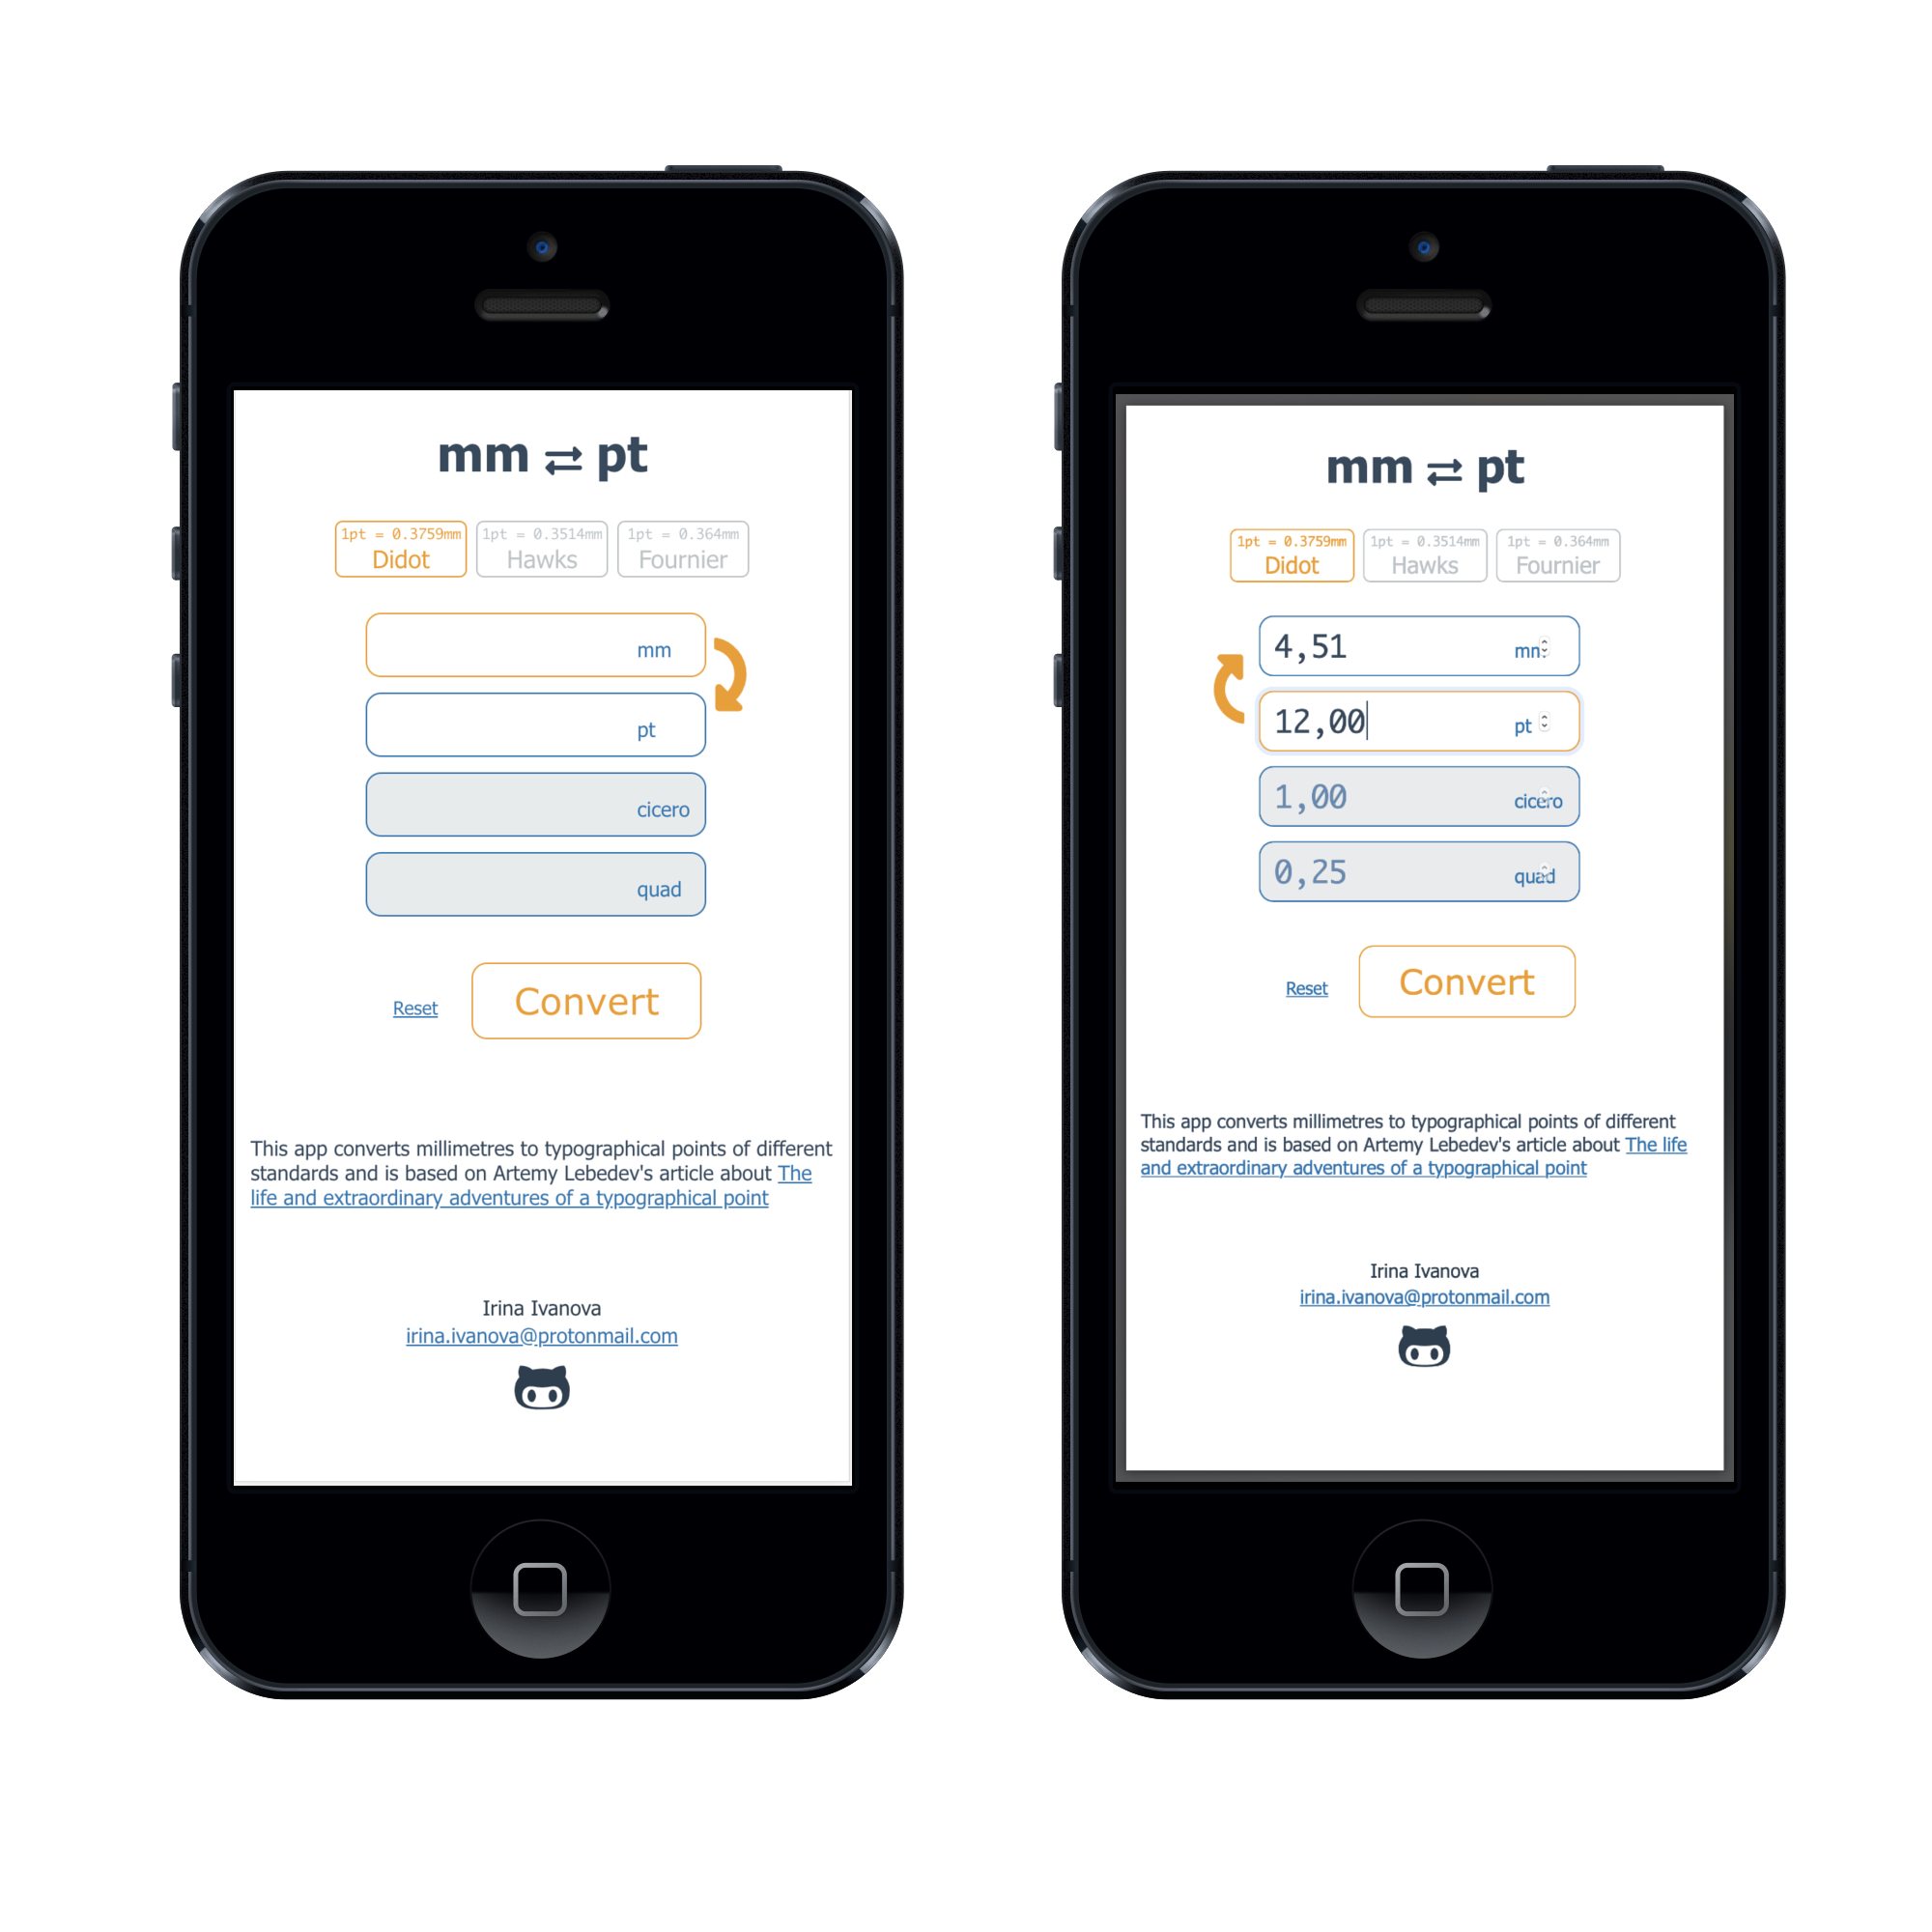 mm ⇄ pt
1pt = 0.3759mm 1pt = 0.3514mm 1pt = 0.364mm
Didot Hawks Fournier
mm
pt
cicero
quad
Reset Convert
This app converts millimetres to typographical points of different
standards and is based on Artemy Lebedev's article about The
life and extraordinary adventures of a typographical point
Irina Ivanova
irina.ivanova@protonmail.com
mm ⇄ pt
1pt = 0.3759mm 1pt = 0.3514mm 1pt = 0.364mm
Didot Hawks Fournier
4,51 mm
12,00 pt
1,00 cicero
0,25 quad
Reset Convert
This app converts millimetres to typographical points of different
standards and is based on Artemy Lebedev's article about The life
and extraordinary adventures of a typographical point
Irina Ivanova
irina.ivanova@protonmail.com